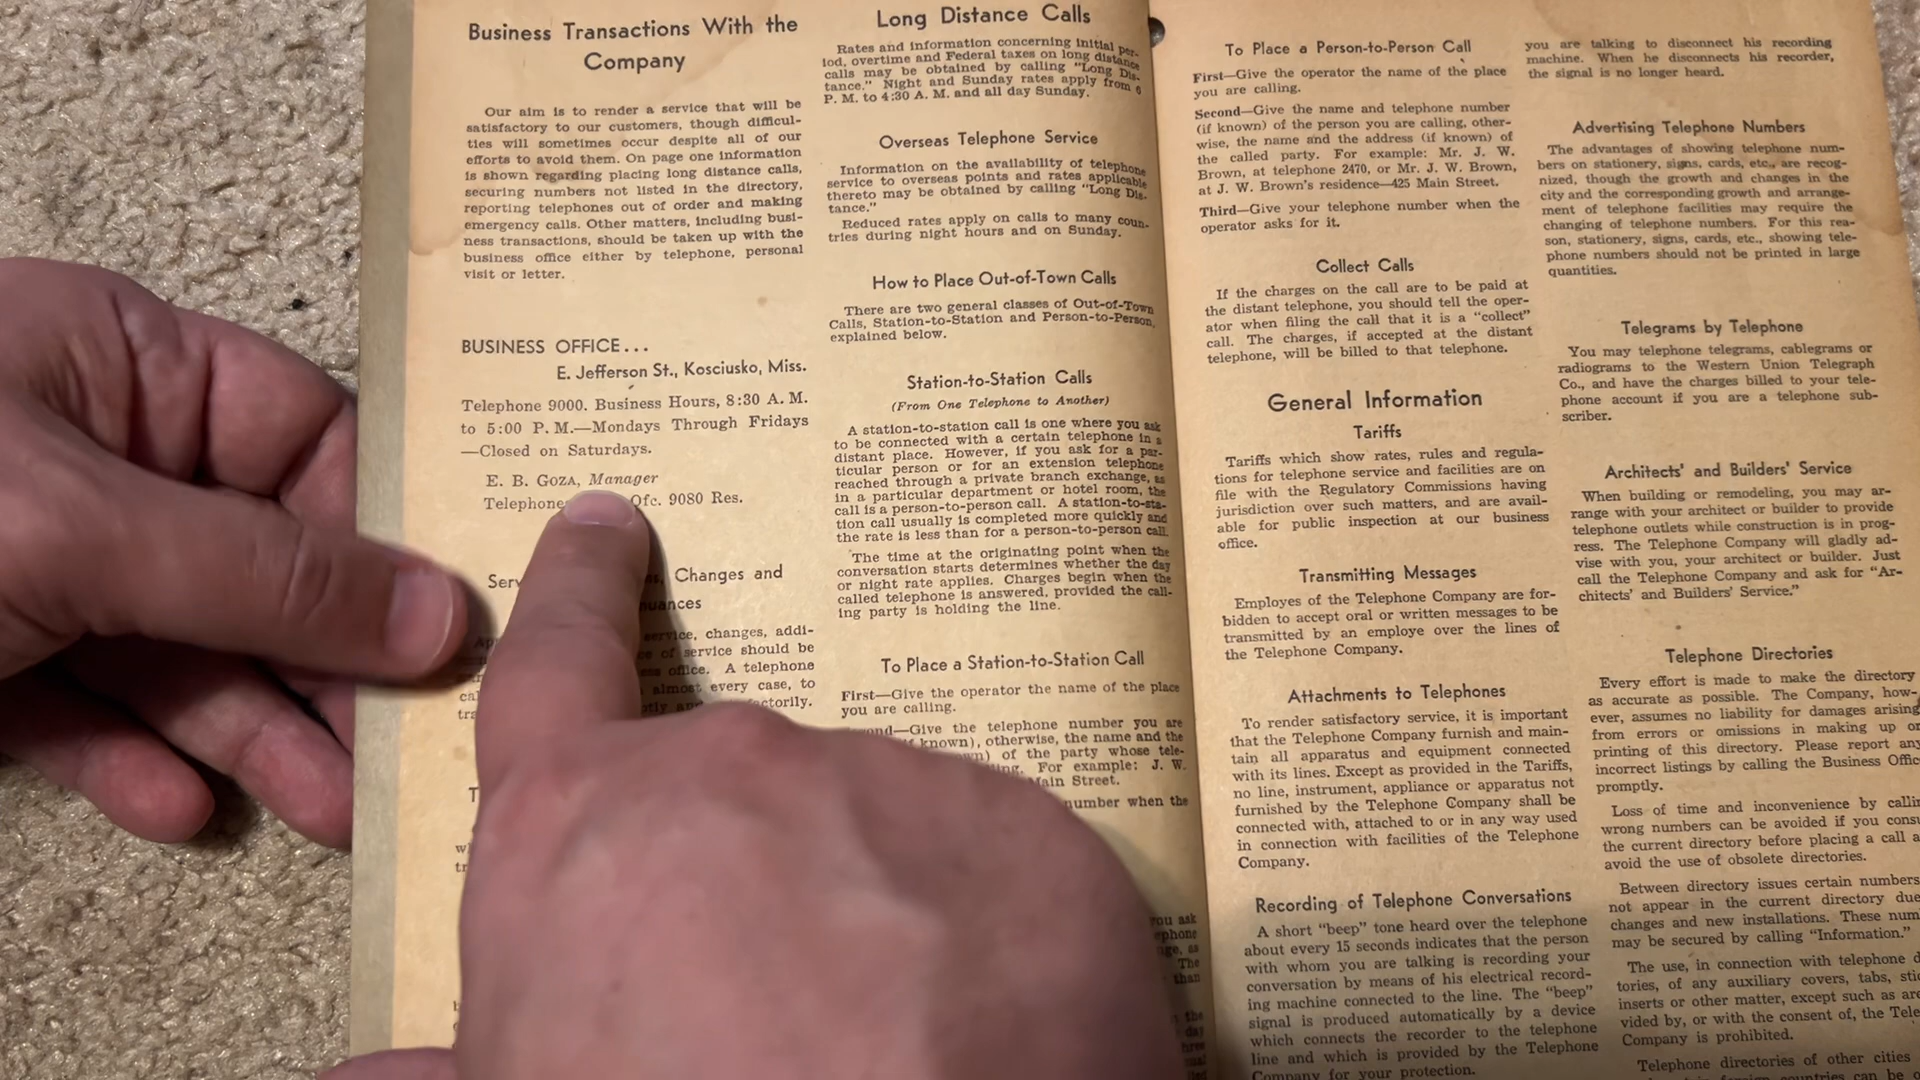 Business Transactions With the
Company
Our aim is to render a service that will be
satisfactory to our customers, though difficul-
ties will sometimes occur despite all of our
efforts to avoid them. On page one information
is shown regarding placing long distance calls,
securing numbers not listed in the directory,
reporting telephones out of order and making
emergency calls. Other matters, including busi-
ness transactions, should be taken up with the
business office either by telephone, personal
visit or letter.
BUSINESS OFFICE...
E. Jefferson St., Kosciusko, Miss.
Telephone 9000. Business Hours, 8:30 A. M.
to 5:00 P. M.—Mondays Through Fridays
—Closed on Saturdays.
E. B. GOZA, Manager
Telephone Ofc. 9080 Res.
Changes and
service, changes, addi-
of service should be
office. A telephone
almost every case, to
Long Distance Calls
Rates and information concerning initial per-
iod, overtime and Federal taxes on long distance
calls may be obtained by calling "Long Dis-
tance." Night and Sunday rates apply from 6
P. M. to 4:30 A. M. and all day Sunday.
Overseas Telephone Service
Information on the availability of telephone
service to overseas points and rates applicable
thereto may be obtained by calling "Long Dis-
tance."
Reduced rates apply on calls to many coun-
tries during night hours and on Sunday.
How to Place Out-of-Town Calls
There are two general classes of Out-of-Town
Calls, Station-to-Station and Person-to-Person,
explained below.
Station-to-Station Calls
(From One Telephone to Another)
A station-to-station call is one where you ask
to be connected with a certain telephone in a
distant place. However, if you ask for a par-
ticular person or for an extension telephone
reached through a private branch exchange, as
in a particular department or hotel room, the
call is a person-to-person call. A station-to-sta-
tion call usually is completed more quickly and
the rate is less than for a person-to-person call.
The time at the originating point when the
conversation starts determines whether the day
or night rate applies. Charges begin when the
called telephone is answered, provided the call-
ing party is holding the line.
To Place a Station-to-Station Call
First—Give the operator the name of the place
you are calling.
Give the telephone number you are
known), otherwise, the name and the
of the party whose tele-
For example: J. W.
Main Street.
number when the
you ask
The
than
To Place a Person-to-Person Call
First—Give the operator the name of the place
you are calling.
Second—Give the name and telephone number
(if known) of the person you are calling, other-
wise, the name and the address (if known) of
the called party. For example: Mr. J. W.
Brown, at telephone 2470, or Mr. J. W. Brown,
at J. W. Brown's residence—425 Main Street.
Third—Give your telephone number when the
operator asks for it.
Collect Calls
If the charges on the call are to be paid at
the distant telephone, you should tell the oper-
ator when filing the call that it is a "collect"
call. The charges, if accepted at the distant
telephone, will be billed to that telephone.
General Information
Tariffs
Tariffs which show rates, rules and regula-
tions for telephone service and facilities are on
file with the Regulatory Commissions having
jurisdiction over such matters, and are avail-
able for public inspection at our business
office.
Transmitting Messages
Employes of the Telephone Company are for-
bidden to accept oral or written messages to be
transmitted by an employe over the lines of
the Telephone Company.
Attachments to Telephones
To render satisfactory service, it is important
that the Telephone Company furnish and main-
tain all apparatus and equipment connected
with its lines. Except as provided in the Tariffs,
no line, instrument, appliance or apparatus not
furnished by the Telephone Company shall be
connected with, attached to or in any way used
in connection with facilities of the Telephone
Company.
Recording of Telephone Conversations
A short "beep" tone heard over the telephone
about every 15 seconds indicates that the person
with whom you are talking is recording your
conversation by means of his electrical record-
ing machine connected to the line. The "beep"
signal is produced automatically by a device
which connects the recorder to the telephone
line and which is provided by the Telephone
Company for your protection.
you are talking to disconnect his recording
machine. When he disconnects his recorder,
the signal is no longer heard.
Advertising Telephone Numbers
The advantages of showing telephone num-
bers on stationery, signs, cards, etc., are recog-
nized, though the growth and changes in the
city and the corresponding growth and arrange-
ment of telephone facilities may require the
changing of telephone numbers. For this rea-
son, stationery, signs, cards, etc., showing tele-
phone numbers should not be printed in large
quantities.
Telegrams by Telephone
You may telephone telegrams, cablegrams or
radiograms to the Western Union Telegraph
Co., and have the charges billed to your tele-
phone account if you are a telephone sub-
scriber.
Architects' and Builders' Service
When building or remodeling, you may ar-
range with your architect or builder to provide
telephone outlets while construction is in prog-
ress. The Telephone Company will gladly ad-
vise with you, your architect or builder. Just
call the Telephone Company and ask for "Ar-
chitects' and Builders' Service."
Telephone Directories
Every effort is made to make the directory
as accurate as possible. The Company, how-
ever, assumes no liability for damages arising
from errors or omissions in making up or
printing of this directory. Please report any
incorrect listings by calling the Business Offic
promptly.
Loss of time and inconvenience by callin
wrong numbers can be avoided if you consu
the current directory before placing a call a
avoid the use of obsolete directories.
Between directory issues certain numbers
not appear in the current directory due
changes and new installations. These num
may be secured by calling "Information."
The use, in connection with telephone d
tories, of any auxiliary covers, tabs, stic
inserts or other matter, except such as are
vided by, or with the consent of, the Tele
Company is prohibited.
Telephone directories of other cities